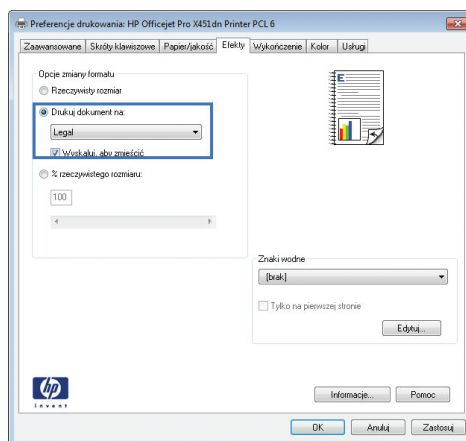 Preferencje drukowania: HP Officejet Pro X451dn Printer PCL 6
Zaawansowane Skróty klawiszowe Papier/jakość Efekty Wykończenie Kolor Usługi
Opcje zmiany formatu
Rzeczywisty rozmiar
Drukuj dokument na:
Legal
Wyskaluj, aby zmieścić
% rzeczywistego rozmiaru:
100
E
Znaki wodne
[brak]
Tylko na pierwszej stronie
Edytuj...
hp
invent
Informacje... Pomoc
OK Anuluj Zastosuj